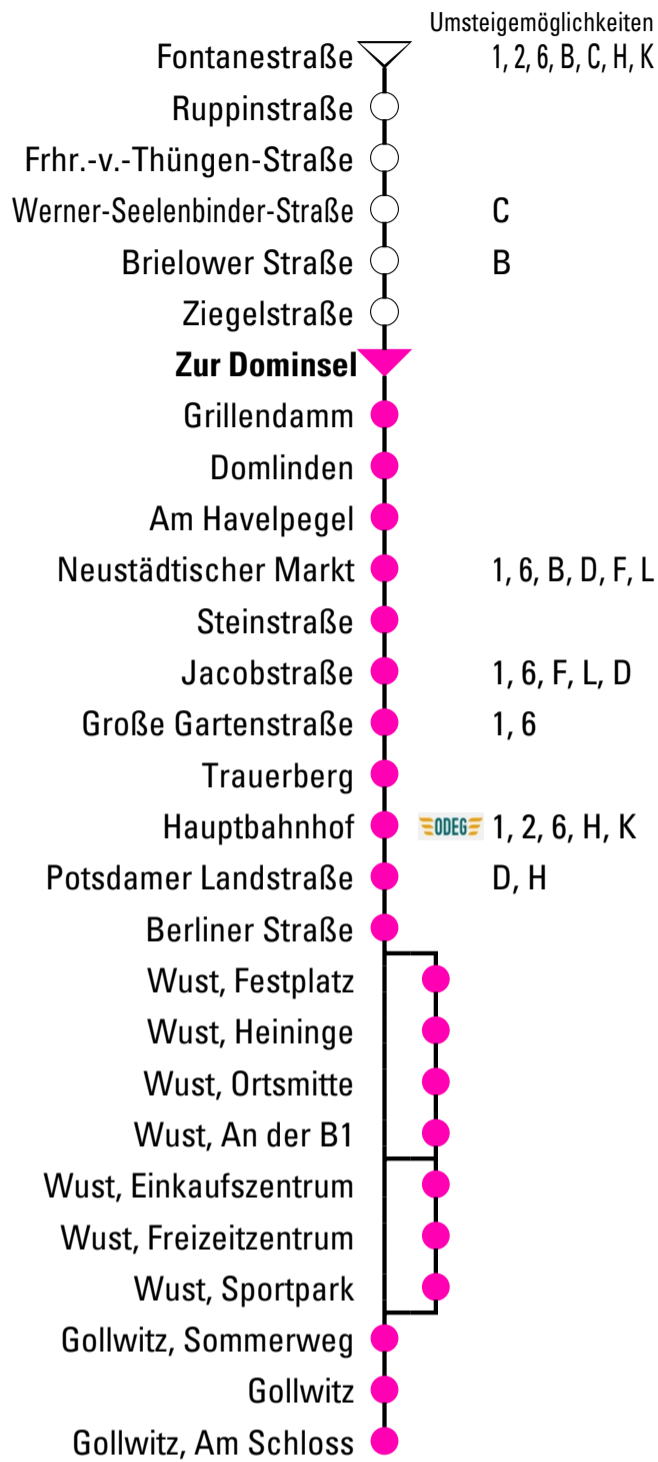 Umsteigemöglichkeiten
Fontanestraße 1, 2, 6, B, C, H, K
Ruppinstraße
Frhr.-v.-Thüngen-Straße
Werner-Seelenbinder-Straße C
Brielower Straße B
Ziegelstraße
Zur Dominsel
Grillendamm
Domlinden
Am Havelpegel
Neustädtischer Markt 1, 6, B, D, F, L
Steinstraße
Jacobstraße 1, 6, F, L, D
Große Gartenstraße 1, 6
Trauerberg
Hauptbahnhof ODEG 1, 2, 6, H, K
Potsdamer Landstraße D, H
Berliner Straße
Wust, Festplatz
Wust, Heininge
Wust, Ortsmitte
Wust, An der B1
Wust, Einkaufszentrum
Wust, Freizeitzentrum
Wust, Sportpark
Gollwitz, Sommerweg
Gollwitz
Gollwitz, Am Schloss